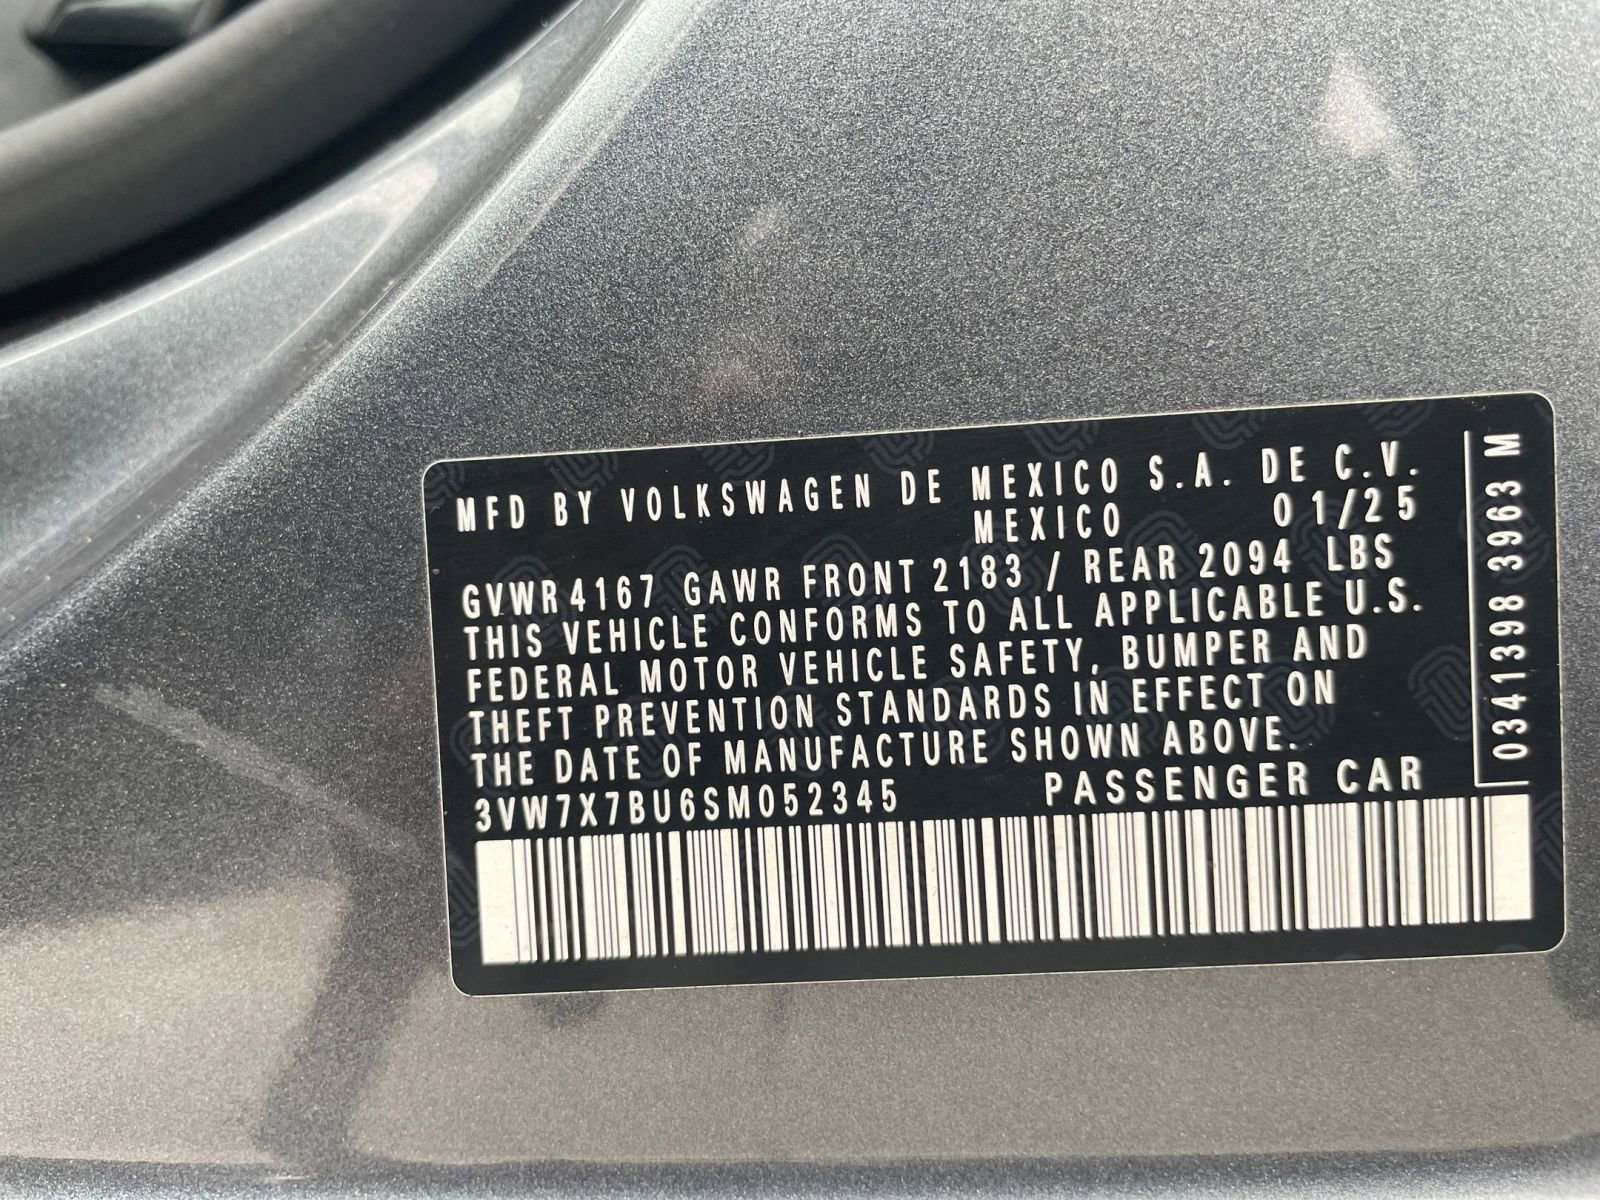 MFD BY VOLKSWAGEN DE MEXICO S.A. DE C.V.
MEXICO 01/25
GVWR 4167 GAWR FRONT 2183 / REAR 2094 LBS
THIS VEHICLE CONFORMS TO ALL APPLICABLE U.S.
FEDERAL MOTOR VEHICLE SAFETY, BUMPER AND
THEFT PREVENTION STANDARDS IN EFFECT ON
THE DATE OF MANUFACTURE SHOWN ABOVE.
3VW7X7BU6SM052345 PASSENGER CAR
0341398 3963 M